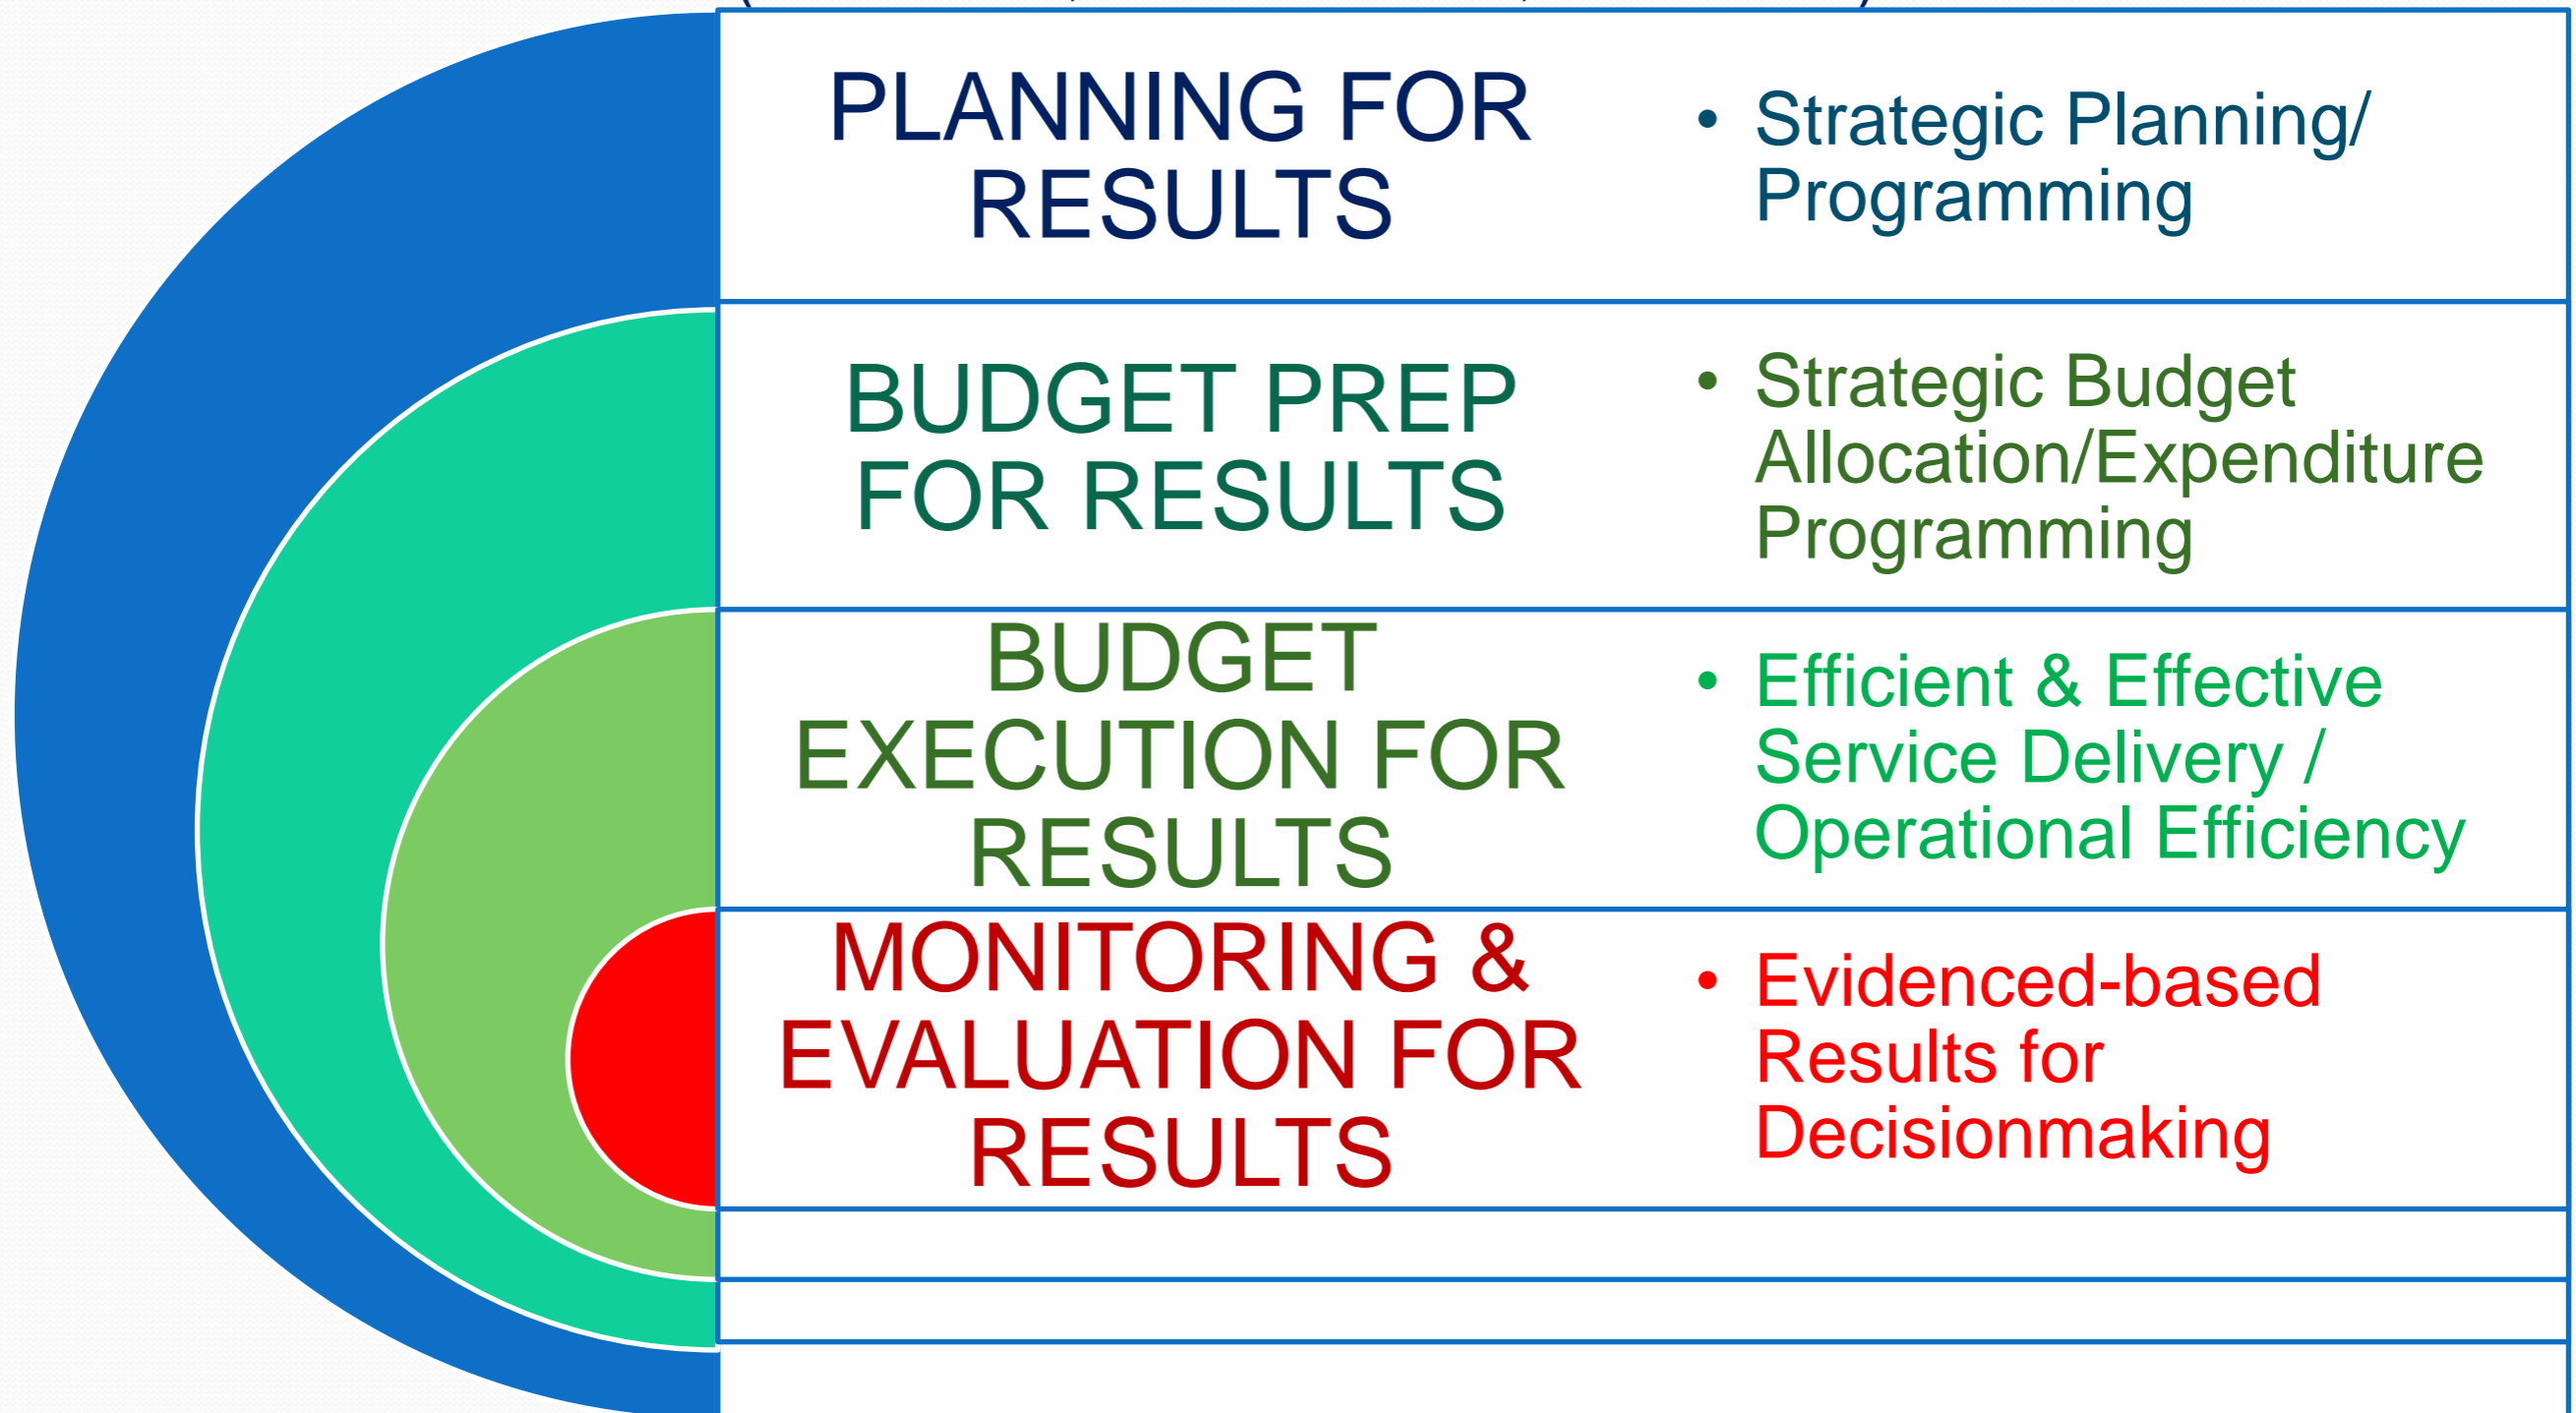 PLANNING FOR
RESULTS
• Strategic Planning/
Programming
BUDGET PREP
FOR RESULTS
• Strategic Budget
Allocation/Expenditure
Programming
BUDGET
EXECUTION FOR
RESULTS
• Efficient & Effective
Service Delivery /
Operational Efficiency
MONITORING &
EVALUATION FOR
RESULTS
• Evidenced-based
Results for
Decisionmaking